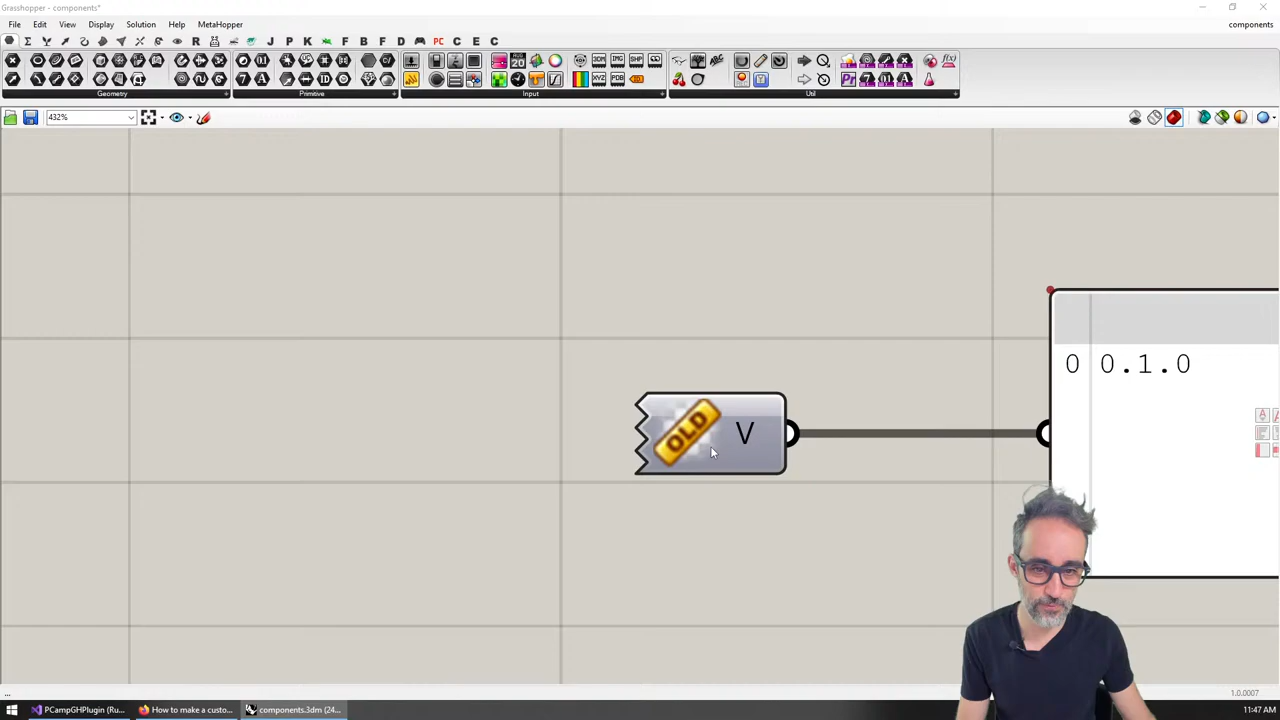 Grasshopper - components*
File Edit View Display Solution Help MetaHopper
components
J P K F B F D PC C E C
Geometry Primitive Input Util
432%
0 0.1.0
OLD V
...
1.0.0007
PCampGHPlugin (Ru... How to make a custo... components.3dm (24...
11:47 AM